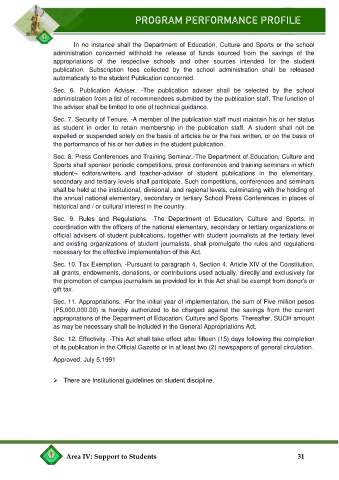 PROGRAM PERFORMANCE PROFILE
In no instance shall the Department of Education, Culture and Sports or the school
administration concerned withhold he release of funds sourced from the savings of the
appropriations of the respective schools and other sources intended for the student
publication. Subscription fees collected by the school administration shall be released
automatically to the student Publication concerned.
Sec. 6. Publication Adviser. -The publication adviser shall be selected by the school
administration from a list of recommendees submitted by the publication staff. The function of
the adviser shall be limited to one of technical guidance.
Sec. 7. Security of Tenure. -A member of the publication staff must maintain his or her status
as student in order to retain membership in the publication staff. A student shall not be
expelled or suspended solely on the basis of articles he or the has written, or on the basis of
the performance of his or her duties in the student publication.
Sec. 8. Press Conferences and Training Seminar.-The Department of Education, Culture and
Sports shall sponsor periodic competitions, press conferences and training seminars in which
student¬ editors/writers and teacher-adviser of student publications in the elementary,
secondary and tertiary levels shall participate. Such competitions, conferences and seminars
shall be held at the institutional, divisional, and regional levels, culminating with the holding of
the annual national elementary, secondary or tertiary School Press Conferences in places of
historical and / or cultural interest in the country.
Sec. 9. Rules and Regulations. -The Department of Education, Culture and Sports, in
coordination with the officers of the national elementary, secondary or tertiary organizations or
official advisers of student publications, together with student journalists at the tertiary level
and existing organizations of student journalists, shall promulgate the rules and regulations
necessary for the effective implementation of this Act.
Sec. 10. Tax Exemption. -Pursuant to paragraph 4, Section 4, Article XIV of the Constitution,
all grants, endowments, donations, or contributions used actually, directly and exclusively for
the promotion of campus journalism as provided for in this Act shall be exempt from donor's or
gift tax.
Sec. 11. Appropriations. -For the initial year of implementation, the sum of Five million pesos
(P5,000,000.00) is hereby authorized to be charged against the savings from the current
appropriations of the Department of Education, Culture and Sports. Thereafter, SUCH amount
as may be necessary shall be included in the General Appropriations Act.
Sec. 12. Effectivity. -This Act shall take effect after fifteen (15) days following the completion
of its publication in the Official Gazette or in at least two (2) newspapers of general circulation.
Approved: July 5,1991
➢ There are institutional guidelines on student discipline.
Area IV: Support to Students 31